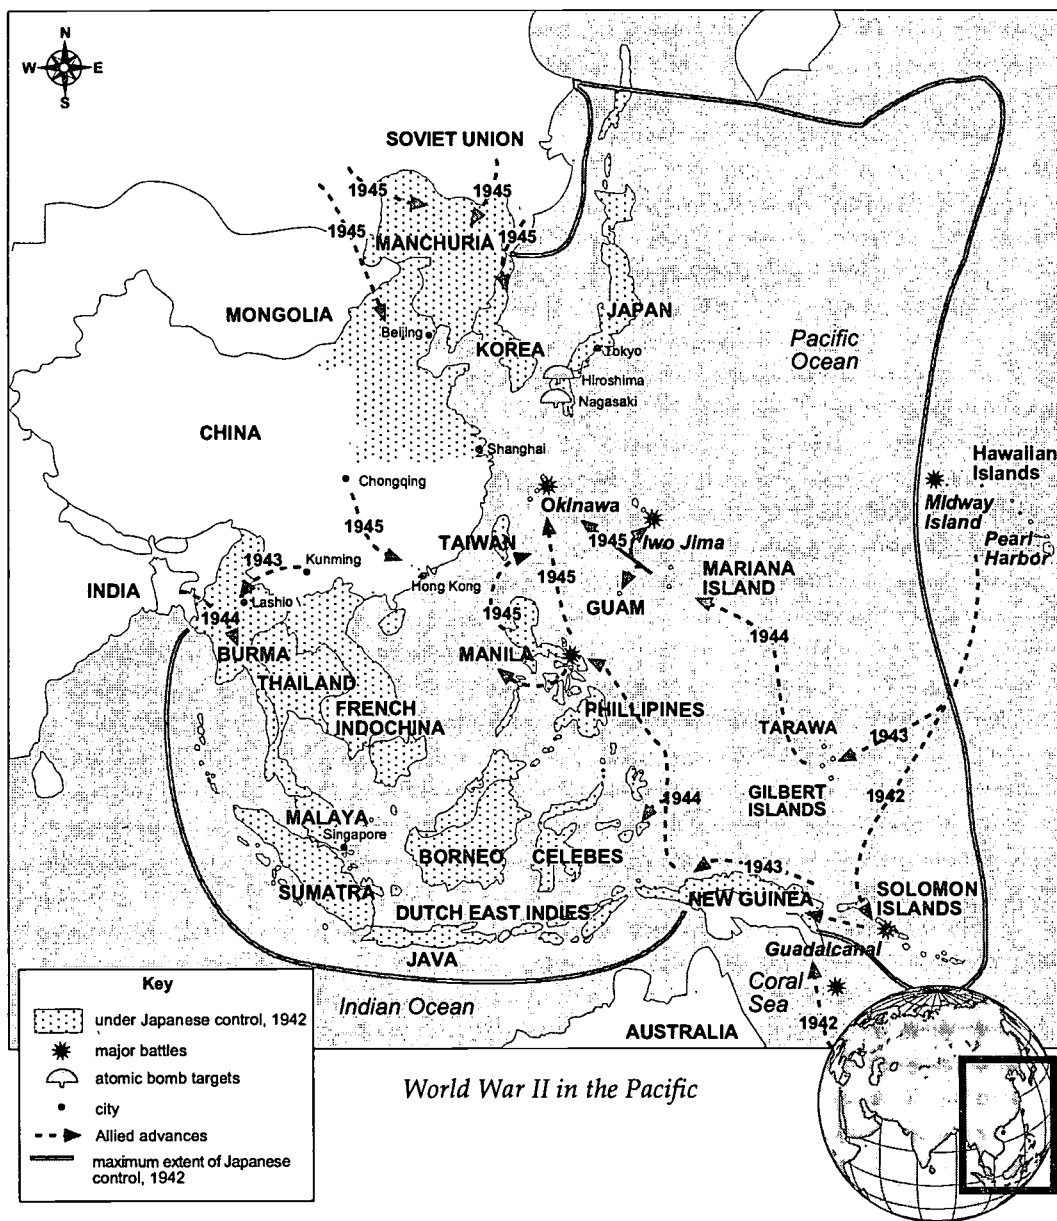 N
W E
S
SOVIET UNION
1945
1945
1945
1945
MANCHURIA
MONGOLIA
Beijing
KOREA
JAPAN
Tokyo
Hiroshima
Nagasaki
Pacific
Ocean
CHINA
Shanghai
Chongqing
Hawaiian
Islands
Midway
Island
Pearl
Harbor
Okinawa
1945
Iwo Jima
1945
TAIWAN
1943
Kunming
Hong Kong
1945
MARIANA
ISLAND
INDIA
Lashio
GUAM
1944
1945
1944
BURMA
MANILA
THAILAND
FRENCH
INDOCHINA
PHILLIPINES
TARAWA
1943
GILBERT
ISLANDS
1942
1944
MALAYA
Singapore
BORNEO
CELEBES
SUMATRA
1943
NEW GUINEA
SOLOMON
ISLANDS
DUTCH EAST INDIES
JAVA
Guadalcanal
Coral
Sea
Indian Ocean
1942
AUSTRALIA
Key
under Japanese control, 1942
major battles
atomic bomb targets
city
Allied advances
maximum extent of Japanese
control, 1942
World War II in the Pacific